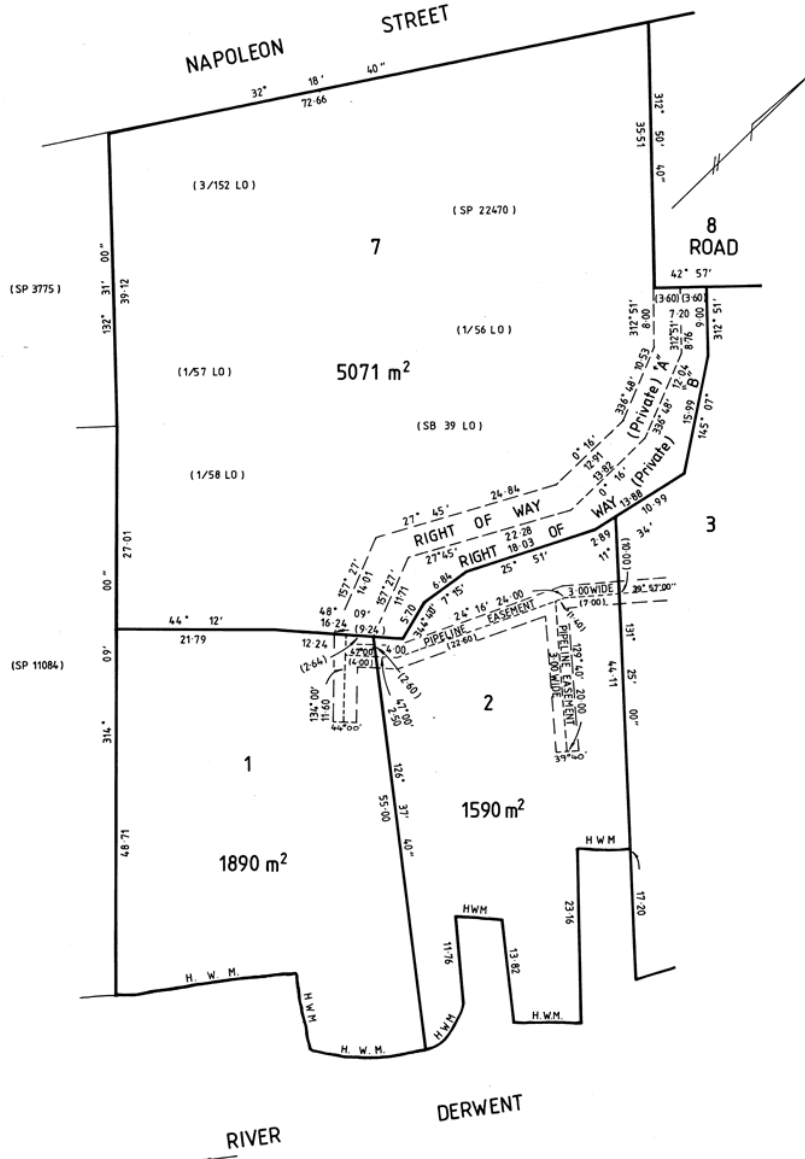 NAPOLEON STREET
32° 18' 40"
72·66
312° 50' 40"
35·51
(3/152 LO)
(SP 22470)
7
8
ROAD
42° 57'
(SP 3775)
132° 31' 00"
39·12
(3·60) (3·60)
7·20
312°51'
8·00
312°51'
8·76
9·00
312° 51'
(1/56 LO)
(1/57 LO)
5071 m²
336° 48' 10·53
(Private) "A"
12·04
336° 48'
"B"
(Private)
15·99
145° 07'
(SB 39 LO)
0° 16'
12·91
13·82
0° 16'
(1/58 LO)
27° 45' 24·84
RIGHT OF WAY
22·28
27°45'
RIGHT OF WAY
18·03
25° 51'
13·88
10·99
2·89
11° 34'
3
27·01
157° 27'
14·01
157° 27'
11·71
6·84
7° 15'
5·70
344°40'
(10·00)
44° 12'
21·79
48° 09'
16·24 (9·24)
12·24
(2·64)
24° 16' 24·00
PIPELINE EASEMENT
(22·60)
3·00 WIDE
(7·00)
(1·40)
(SP 11084)
314° 09' 00"
42°00'
4·00
(4·00)
(2·60)
47°00'
2·50
134° 00'
11·60
44°00'
PIPELINE EASEMENT
3·00 WIDE
129° 40' 20·00
39°40'
131° 25' 00"
44·11
2
1
126° 37' 40"
55·00
1590 m²
1890 m²
48·71
H W M
23·16
17·20
HWM
11·76
13·82
H. W. M.
H W M
H W M
H.W.M.
H. W. M.
RIVER DERWENT